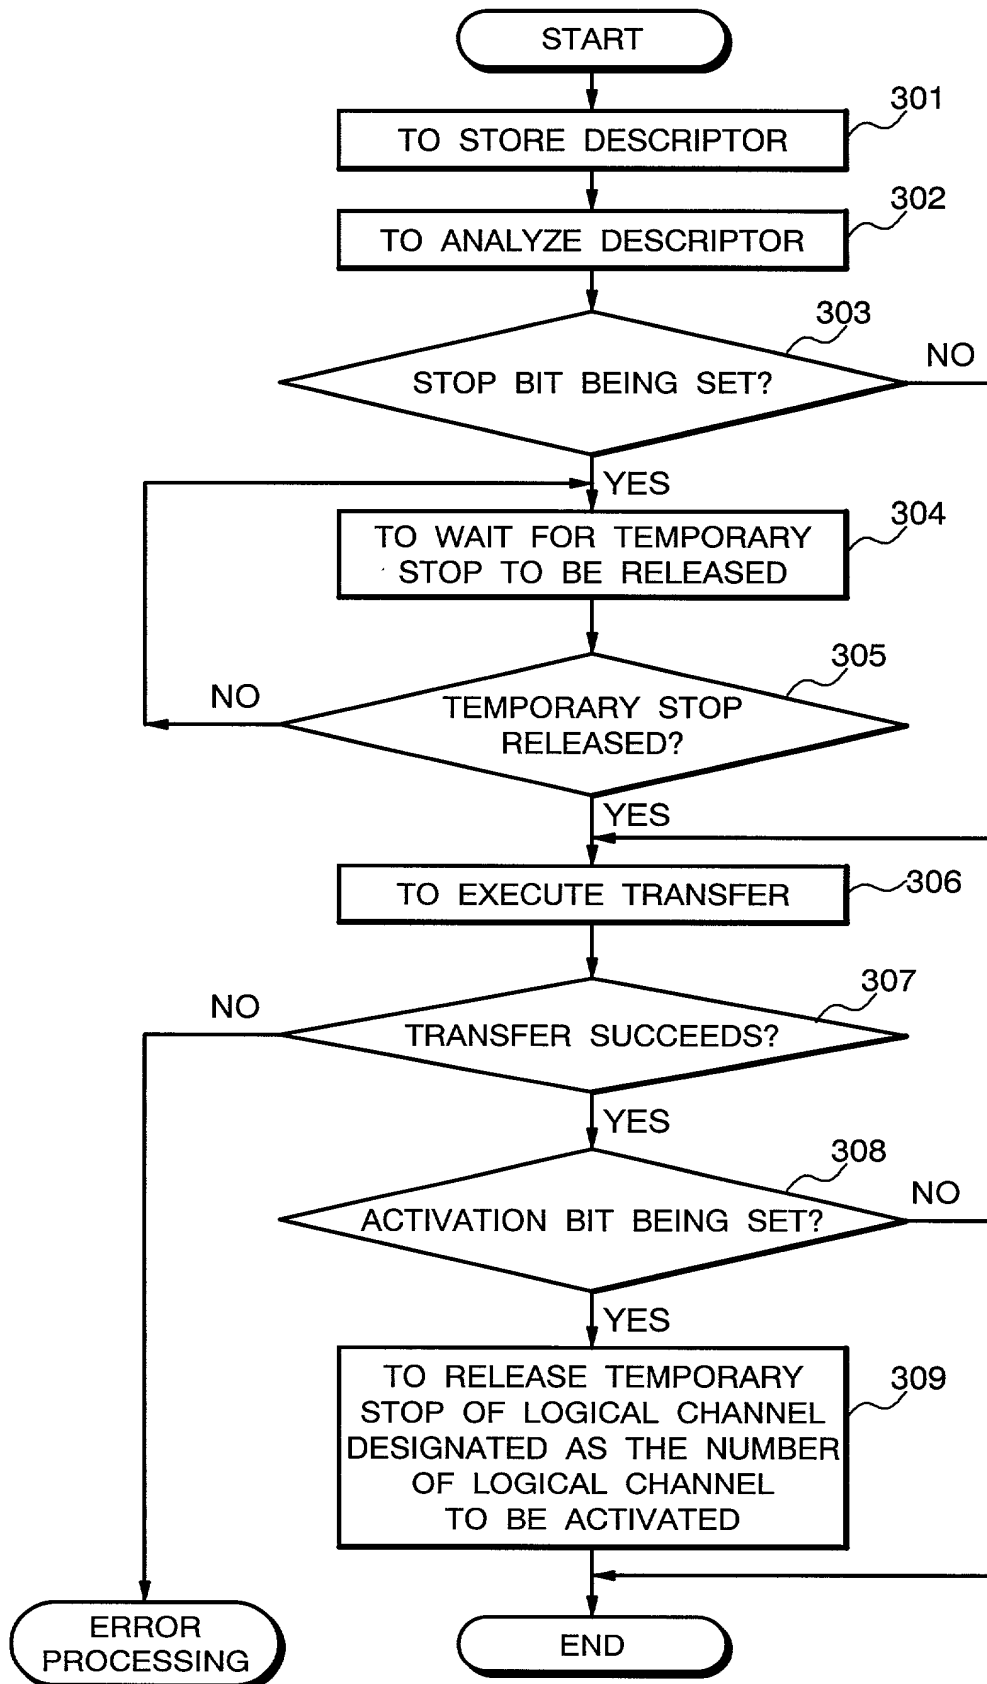 START
301
TO STORE DESCRIPTOR
302
TO ANALYZE DESCRIPTOR
303
NO
STOP BIT BEING SET?
YES
304
TO WAIT FOR TEMPORARY
STOP TO BE RELEASED
305
NO
TEMPORARY STOP
RELEASED?
YES
306
TO EXECUTE TRANSFER
307
NO
TRANSFER SUCCEEDS?
YES
308
NO
ACTIVATION BIT BEING SET?
YES
309
TO RELEASE TEMPORARY
STOP OF LOGICAL CHANNEL
DESIGNATED AS THE NUMBER
OF LOGICAL CHANNEL
TO BE ACTIVATED
ERROR
PROCESSING
END